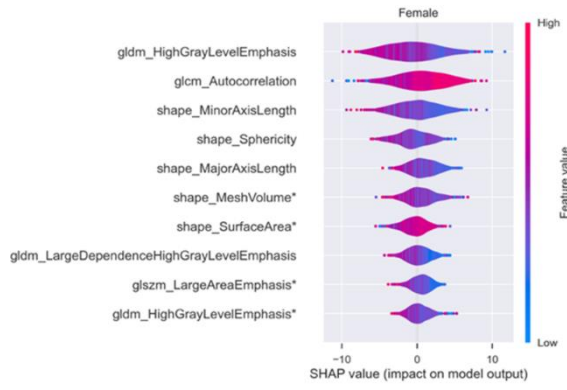 Female
High
gldm_HighGrayLevelEmphasis
glcm_Autocorrelation
shape_MinorAxisLength
shape_Sphericity
shape_MajorAxisLength
shape_MeshVolume*
shape_SurfaceArea*
gldm_LargeDependenceHighGrayLevelEmphasis
glszm_LargeAreaEmphasis*
gldm_HighGrayLevelEmphasis*
Feature value
Low
−10 0 10
SHAP value (impact on model output)